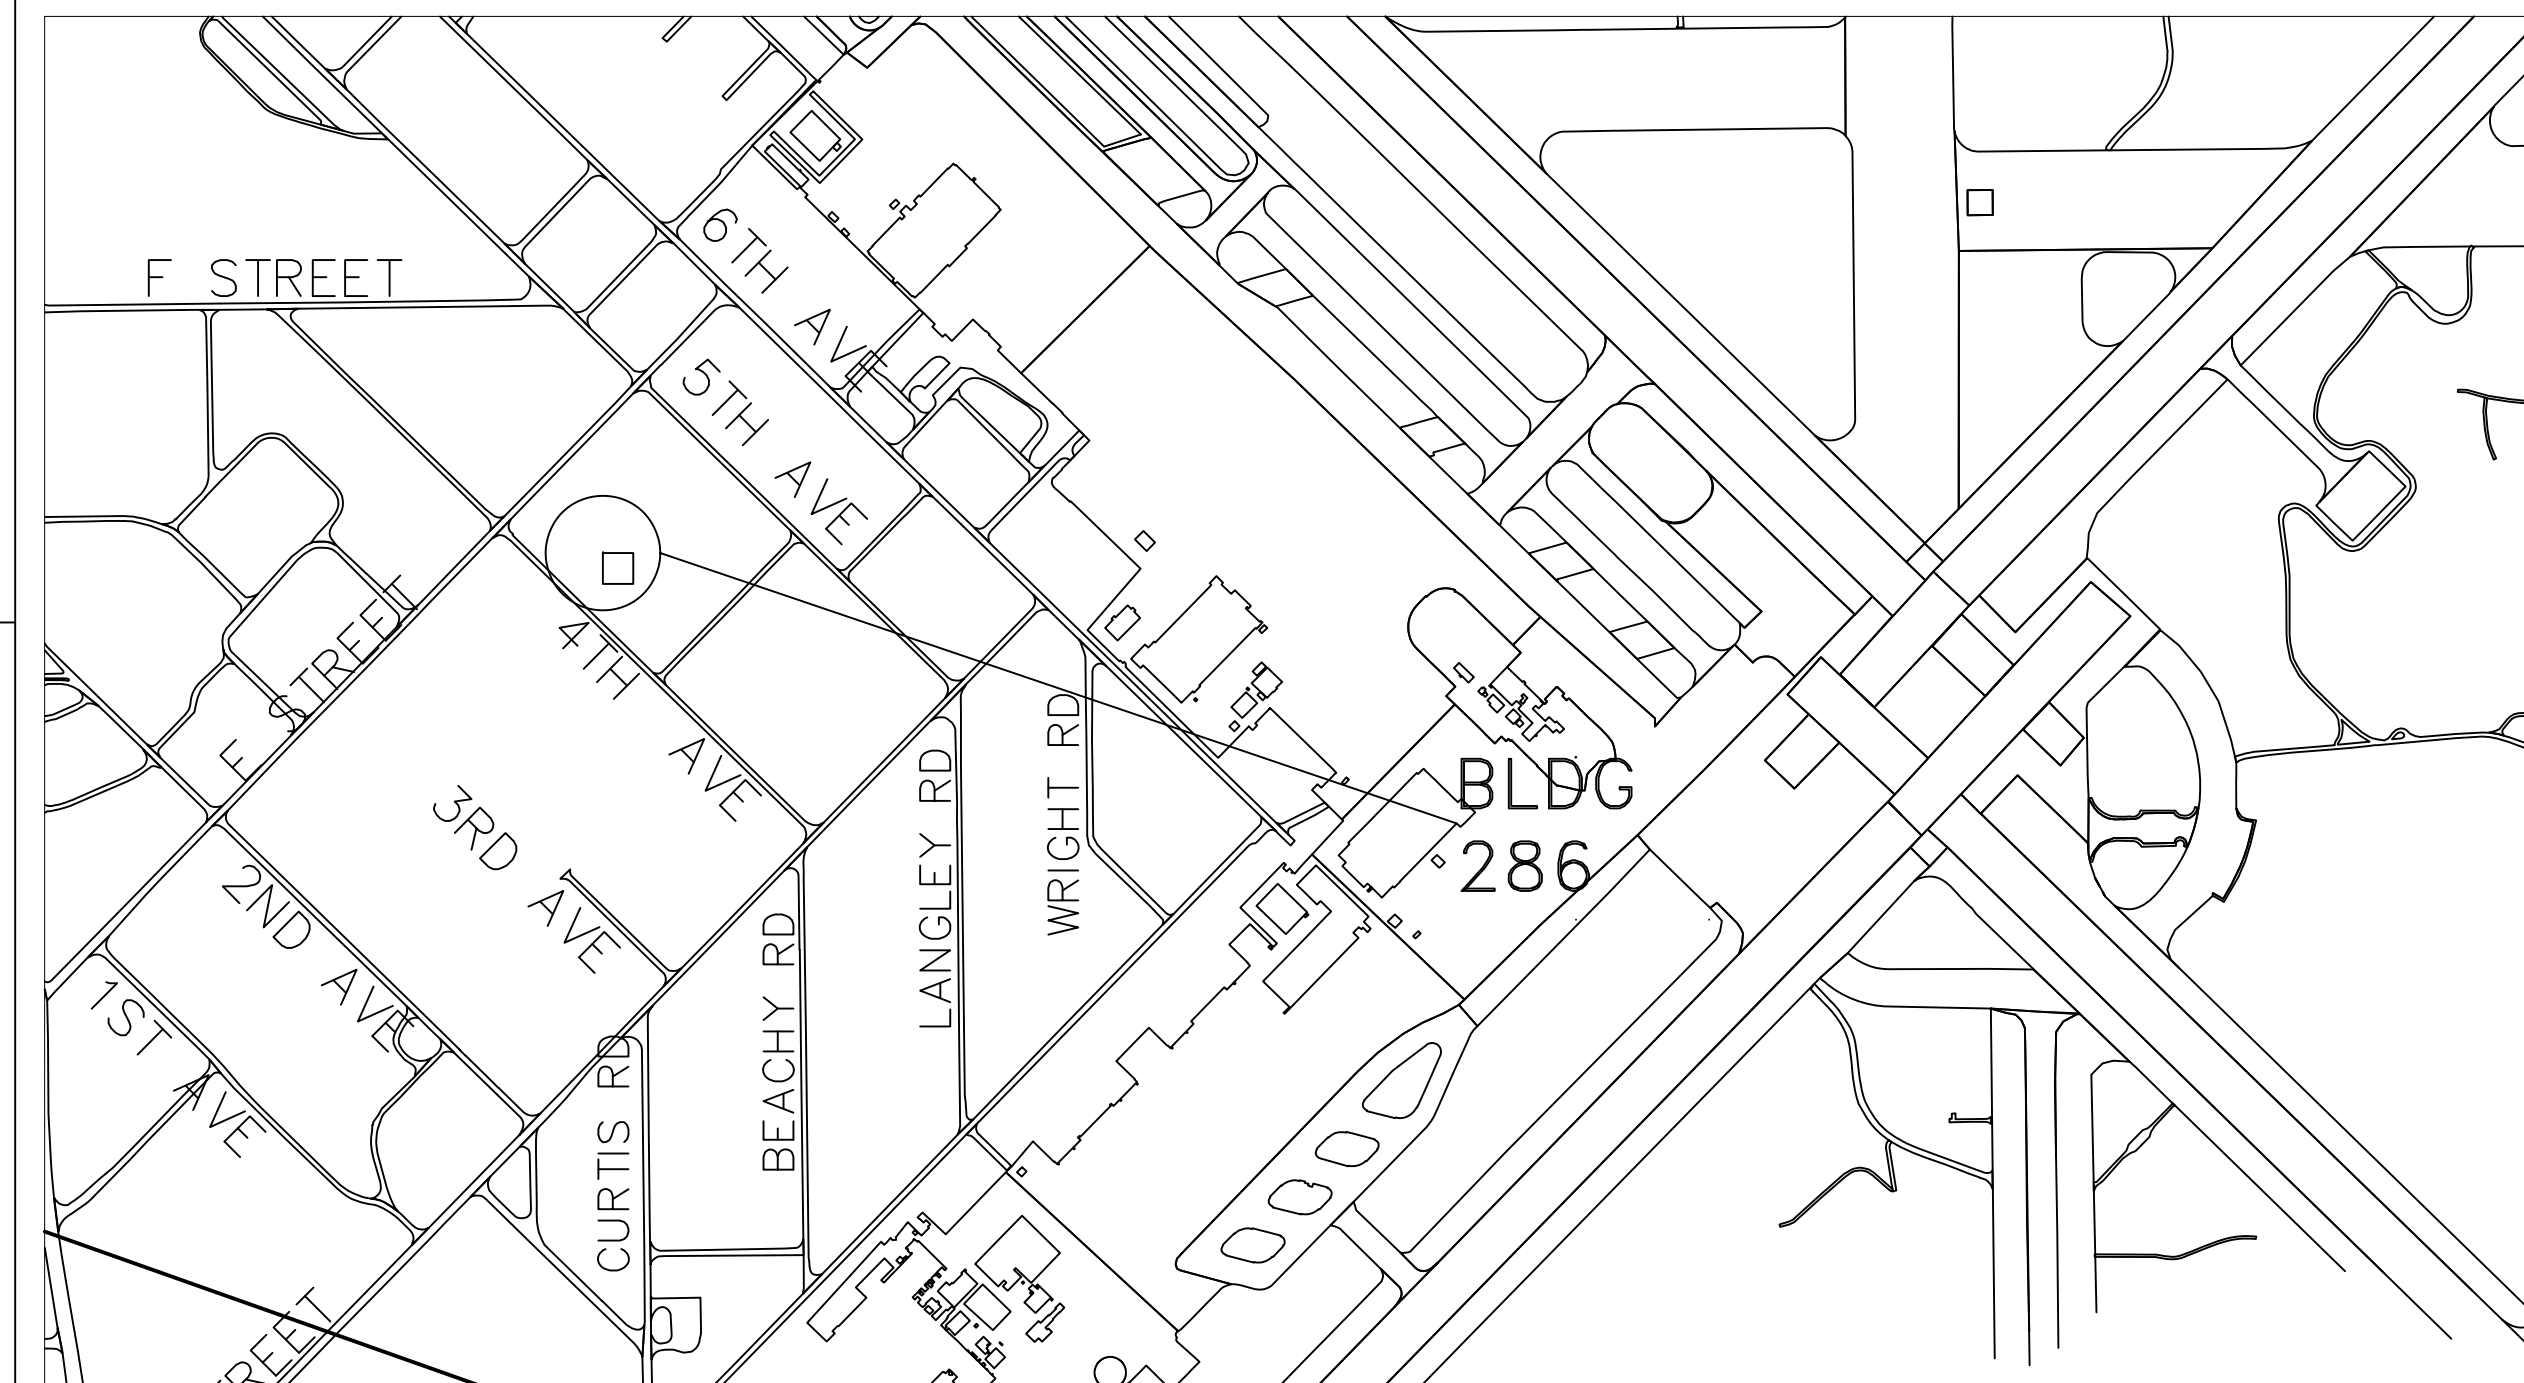 F STREET
6TH AVE
5TH AVE
E STREET
4TH AVE
3RD AVE
2ND AVE
1ST AVE
LANGLEY RD
WRIGHT RD
BEACHY RD
CURTIS RD
BLDG
286